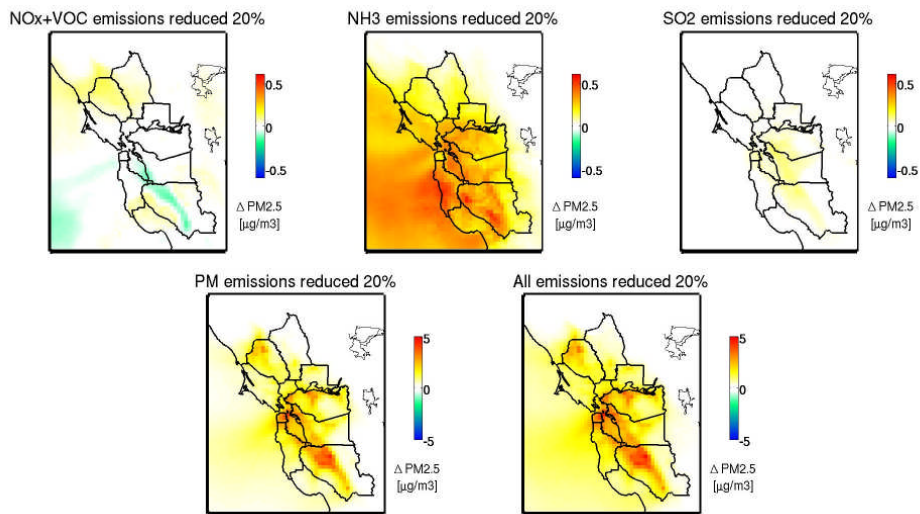 NOx+VOC emissions reduced 20%
0.5
0
-0.5
Δ PM2.5
[µg/m3]
NH3 emissions reduced 20%
0.5
0
-0.5
Δ PM2.5
[µg/m3]
SO2 emissions reduced 20%
0.5
0
-0.5
Δ PM2.5
[µg/m3]
PM emissions reduced 20%
5
0
-5
Δ PM2.5
[µg/m3]
All emissions reduced 20%
5
0
-5
Δ PM2.5
[µg/m3]